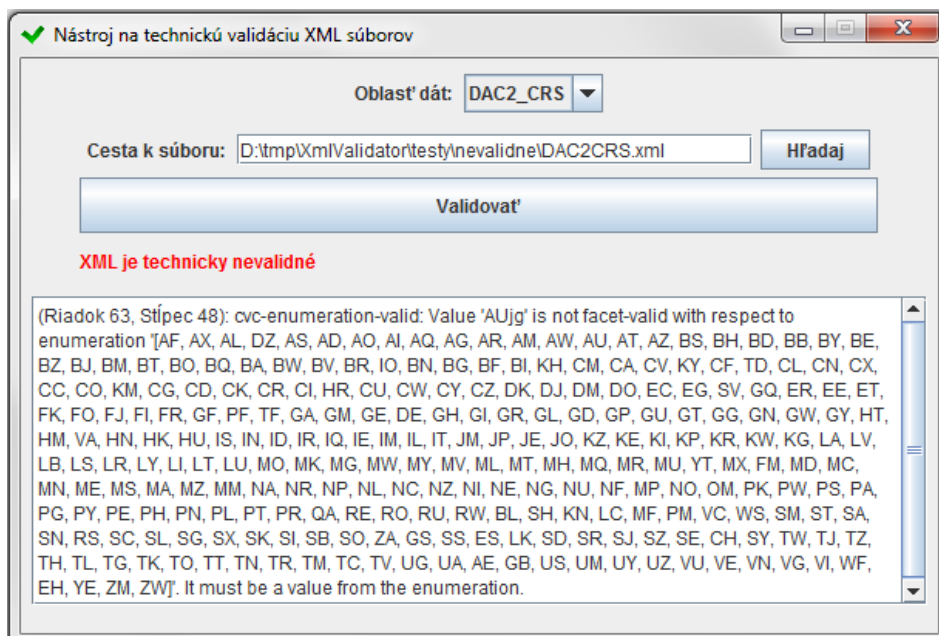 Nástroj na technickú validáciu XML súborov
Oblasť dát: DAC2_CRS
Cesta k súboru: D:\tmp\XmlValidator\testy\nevalidne\DAC2CRS.xml Hľadaj
Validovať
XML je technicky nevalidné
(Riadok 63, Stĺpec 48): cvc-enumeration-valid: Value 'AUjg' is not facet-valid with respect to
enumeration '[AF, AX, AL, DZ, AS, AD, AO, AI, AQ, AG, AR, AM, AW, AU, AT, AZ, BS, BH, BD, BB, BY, BE,
BZ, BJ, BM, BT, BO, BQ, BA, BW, BV, BR, IO, BN, BG, BF, BI, KH, CM, CA, CV, KY, CF, TD, CL, CN, CX,
CC, CO, KM, CG, CD, CK, CR, CI, HR, CU, CW, CY, CZ, DK, DJ, DM, DO, EC, EG, SV, GQ, ER, EE, ET,
FK, FO, FJ, FI, FR, GF, PF, TF, GA, GM, GE, DE, GH, GI, GR, GL, GD, GP, GU, GT, GG, GN, GW, GY, HT,
HM, VA, HN, HK, HU, IS, IN, ID, IR, IQ, IE, IM, IL, IT, JM, JP, JE, JO, KZ, KE, KI, KP, KR, KW, KG, LA, LV,
LB, LS, LR, LY, LI, LT, LU, MO, MK, MG, MW, MY, MV, ML, MT, MH, MQ, MR, MU, YT, MX, FM, MD, MC,
MN, ME, MS, MA, MZ, MM, NA, NR, NP, NL, NC, NZ, NI, NE, NG, NU, NF, MP, NO, OM, PK, PW, PS, PA,
PG, PY, PE, PH, PN, PL, PT, PR, QA, RE, RO, RU, RW, BL, SH, KN, LC, MF, PM, VC, WS, SM, ST, SA,
SN, RS, SC, SL, SG, SX, SK, SI, SB, SO, ZA, GS, SS, ES, LK, SD, SR, SJ, SZ, SE, CH, SY, TW, TJ, TZ,
TH, TL, TG, TK, TO, TT, TN, TR, TM, TC, TV, UG, UA, AE, GB, US, UM, UY, UZ, VU, VE, VN, VG, VI, WF,
EH, YE, ZM, ZW]'. It must be a value from the enumeration.